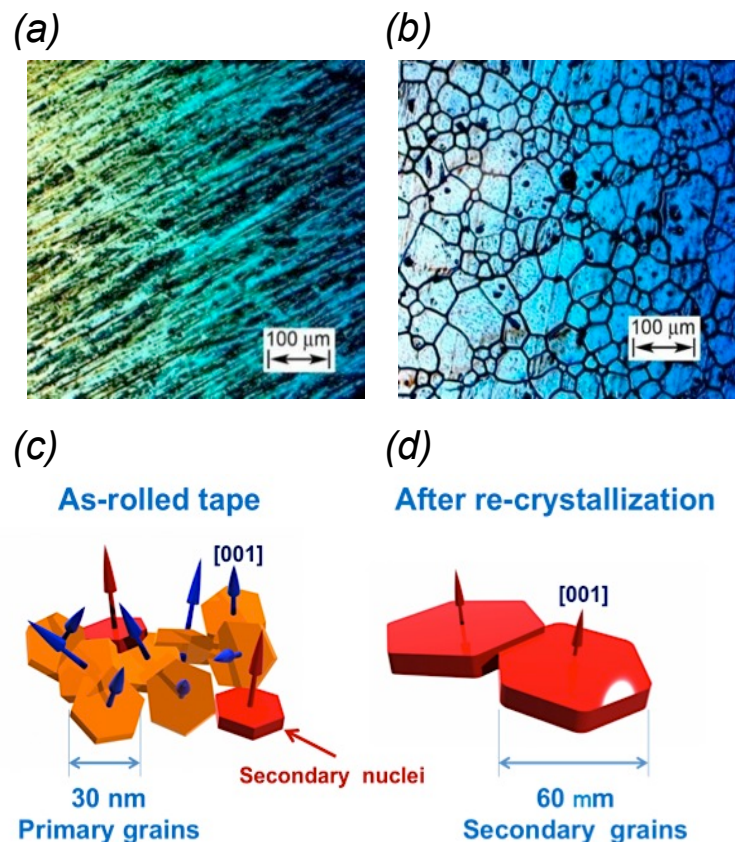 (a)
(b)
100 μm
100 μm
(c)
(d)
As-rolled tape
After re-crystallization
[001]
[001]
Secondary nuclei
30 nm
60 mm
Primary grains
Secondary grains